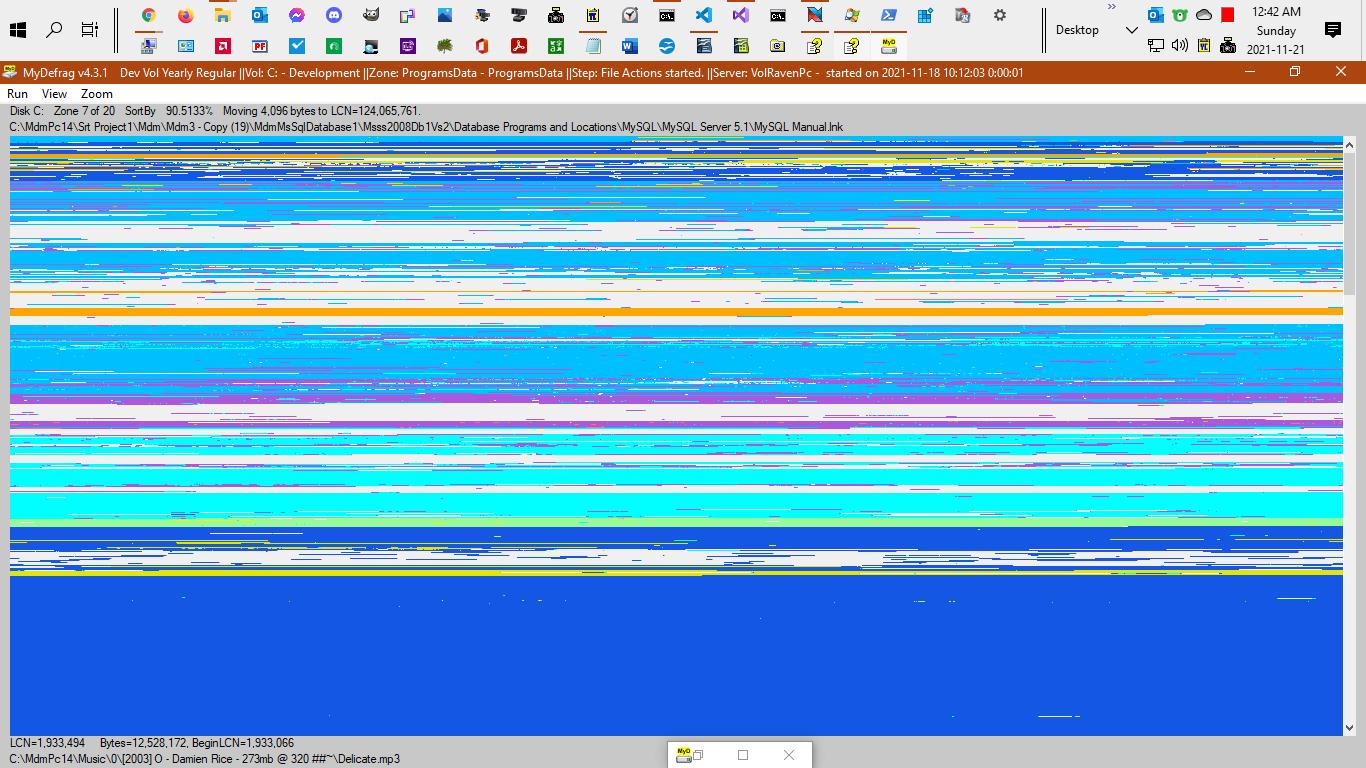 12:42 AM
Desktop
Sunday
2021-11-21
MyDefrag v4.3.1 Dev Vol Yearly Regular ||Vol: C: - Development ||Zone: ProgramsData - ProgramsData ||Step: File Actions started. ||Server: VolRavenPc - started on 2021-11-18 10:12:03 0:00:01
Run View Zoom
Disk C: Zone 7 of 20 SortBy 90.5133% Moving 4,096 bytes to LCN=124,065,761.
C:\MdmPc14\Srt Project1\Mdm\Mdm3 - Copy (19)\MdmMsSqlDatabase1\Msss2008Db1Vs2\Database Programs and Locations\MySQL\MySQL Server 5.1\MySQL Manual.lnk
LCN=1,933,494 Bytes=12,528,172, BeginLCN=1,933,066
C:\MdmPc14\Music\0\[2003] O - Damien Rice - 273mb @ 320 ##~\Delicate.mp3